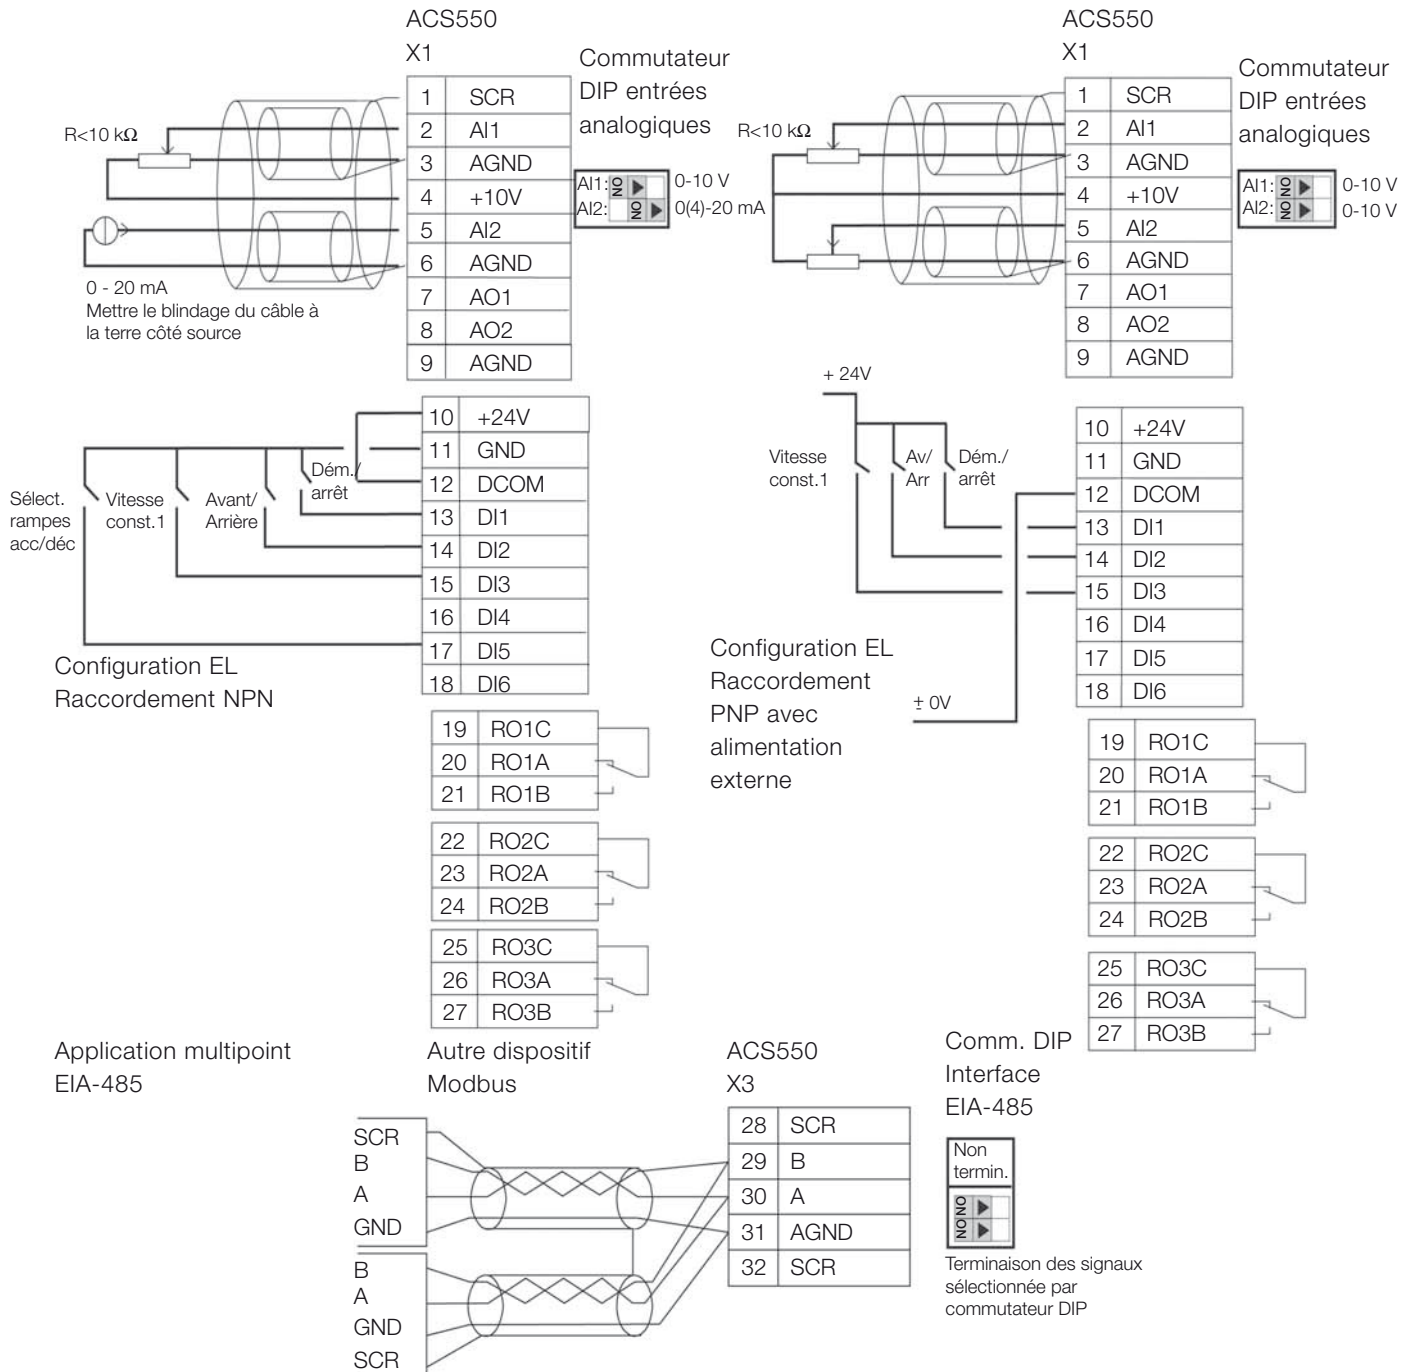 ACS550
X1
Commutateur
DIP entrées
analogiques
R<10 kΩ
1 SCR
2 AI1
3 AGND
4 +10V
5 AI2
6 AGND
7 AO1
8 AO2
9 AGND
AI1: NO 0-10 V
AI2: NO 0(4)-20 mA
0 - 20 mA
Mettre le blindage du câble à
la terre côté source
10 +24V
11 GND
12 DCOM
13 DI1
14 DI2
15 DI3
16 DI4
17 DI5
18 DI6
Sélect.
rampes
acc/déc
Vitesse
const.1
Avant/
Arrière
Dém./
arrêt
Configuration EL
Raccordement NPN
19 RO1C
20 RO1A
21 RO1B
22 RO2C
23 RO2A
24 RO2B
25 RO3C
26 RO3A
27 RO3B
ACS550
X1
Commutateur
DIP entrées
analogiques
R<10 kΩ
1 SCR
2 AI1
3 AGND
4 +10V
5 AI2
6 AGND
7 AO1
8 AO2
9 AGND
AI1: NO 0-10 V
AI2: NO 0-10 V
+ 24V
Vitesse
const.1
Av/
Arr
Dém./
arrêt
10 +24V
11 GND
12 DCOM
13 DI1
14 DI2
15 DI3
16 DI4
17 DI5
18 DI6
± 0V
Configuration EL
Raccordement
PNP avec
alimentation
externe
19 RO1C
20 RO1A
21 RO1B
22 RO2C
23 RO2A
24 RO2B
25 RO3C
26 RO3A
27 RO3B
Application multipoint
EIA-485
Autre dispositif
Modbus
SCR
B
A
GND
B
A
GND
SCR
ACS550
X3
28 SCR
29 B
30 A
31 AGND
32 SCR
Comm. DIP
Interface
EIA-485
Non
termin.
NO
NO
Terminaison des signaux
sélectionnée par
commutateur DIP